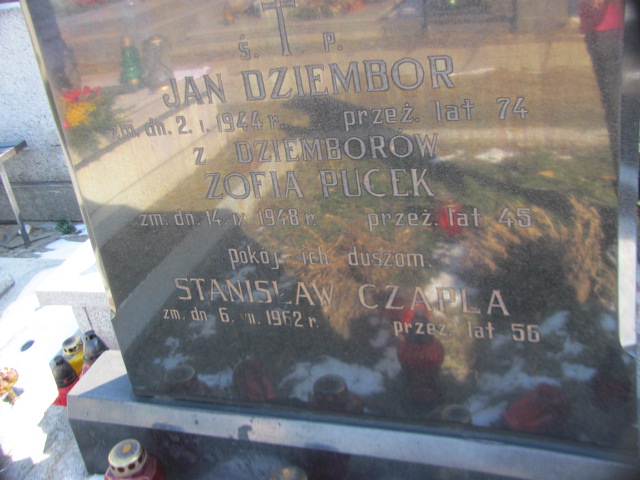 Ś. P.
JAN DZIEMBOR
zm. dn. 2. I. 1944 r. przeż. lat 74
z DZIEMBORÓW
ZOFIA PUCEK
zm. dn. 14. IX 1948 r. przeż. lat 45
pokój ich duszom.
STANISŁAW CZAPLA
zm. dn 6. VII. 1962 r. przeż. lat 56